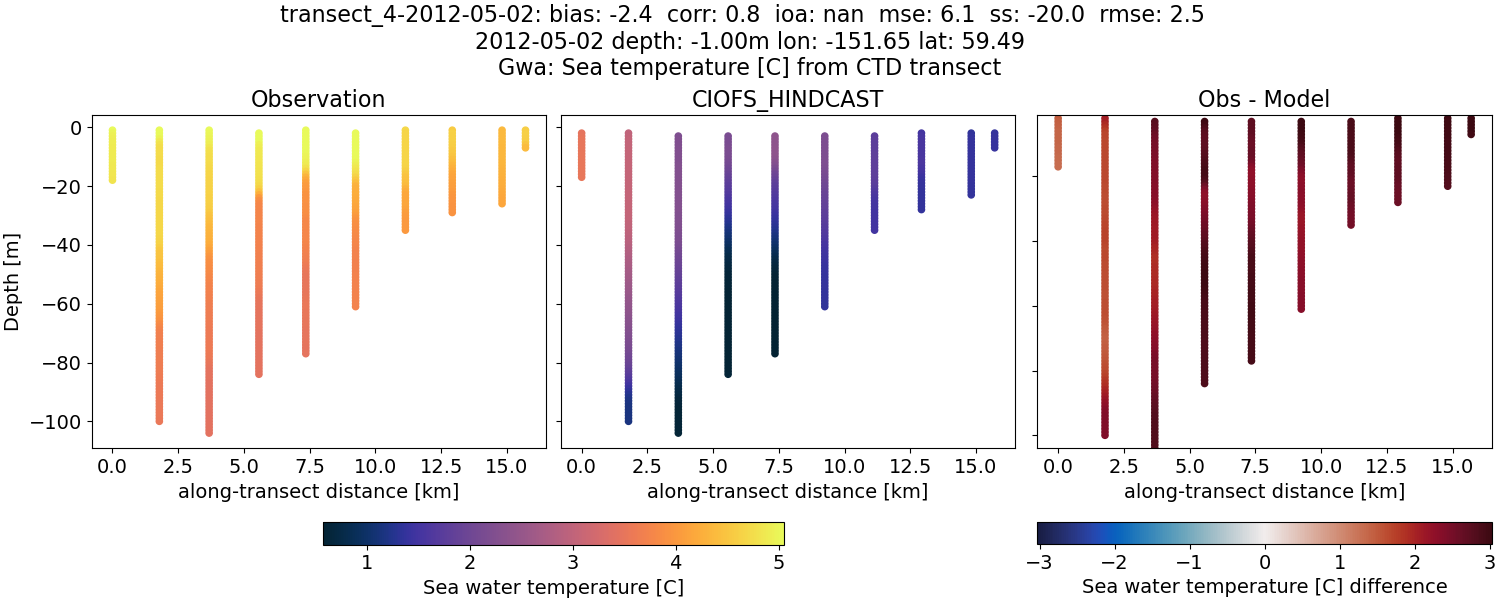 transect_4-2012-05-02: bias: -2.4  corr: 0.8  ioa: nan  mse: 6.1  ss: -20.0  rmse: 2.5
2012-05-02 depth: -1.00m lon: -151.65 lat: 59.49
Gwa: Sea temperature [C] from CTD transect
Observation
CIOFS_HINDCAST
Obs - Model
Depth [m]
0
−20
−40
−60
−80
−100
0.0 2.5 5.0 7.5 10.0 12.5 15.0
0.0 2.5 5.0 7.5 10.0 12.5 15.0
0.0 2.5 5.0 7.5 10.0 12.5 15.0
along-transect distance [km]
along-transect distance [km]
along-transect distance [km]
1 2 3 4 5
Sea water temperature [C]
−3 −2 −1 0 1 2 3
Sea water temperature [C] difference